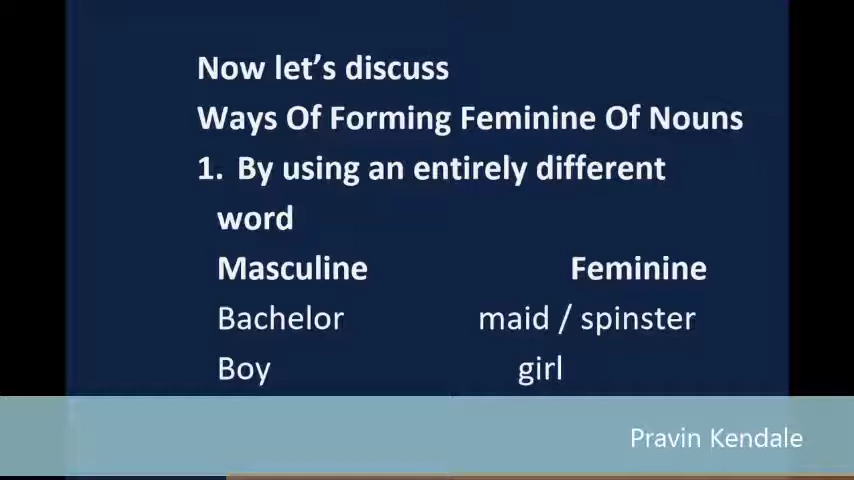 Now let’s discuss
Ways Of Forming Feminine Of Nouns
1. By using an entirely different
word
Masculine Feminine
Bachelor maid / spinster
Boy girl
Pravin Kendale